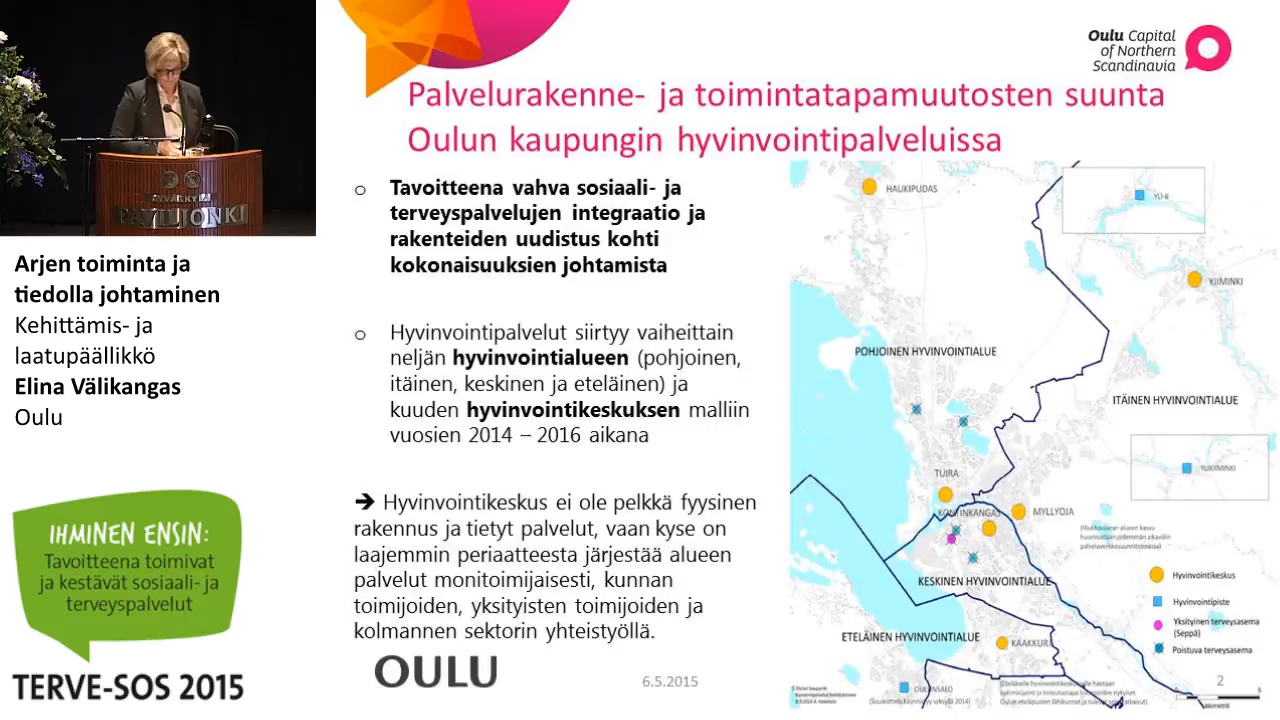 PAVILJONKI
Arjen toiminta ja
tiedolla johtaminen
Kehittämis- ja
laatupäällikkö
Elina Välikangas
Oulu
IHMINEN ENSIN:
Tavoitteena toimivat
ja kestävät sosiaali- ja
terveyspalvelut
TERVE-SOS 2015
Oulu Capital
of Northern
Scandinavia
Palvelurakenne- ja toimintatapamuutosten suunta
Oulun kaupungin hyvinvointipalveluissa
o Tavoitteena vahva sosiaali- ja
terveyspalvelujen integraatio ja
rakenteiden uudistus kohti
kokonaisuuksien johtamista
o Hyvinvointipalvelut siirtyy vaiheittain
neljän hyvinvointialueen (pohjoinen,
itäinen, keskinen ja eteläinen) ja
kuuden hyvinvointikeskuksen malliin
vuosien 2014 – 2016 aikana
➔ Hyvinvointikeskus ei ole pelkkä fyysinen
rakennus ja tietyt palvelut, vaan kyse on
laajemmin periaatteesta järjestää alueen
palvelut monitoimijaisesti, kunnan
toimijoiden, yksityisten toimijoiden ja
kolmannen sektorin yhteistyöllä.
OULU
6.5.2015
HAUKIPUDAS
YLI-II
KIIMINKI
POHJOINEN HYVINVOINTIALUE
ITÄINEN HYVINVOINTIALUE
YLIKIIMINKI
TUIRA
KONTINKANGAS
MYLLYOJA
KESKINEN HYVINVOINTIALUE
Hyvinvointikeskus
Hyvinvointipiste
Yksityinen terveysasema
(Seppä)
Poistuva terveysasema
ETELÄINEN HYVINVOINTIALUE
KAAKKURI
OULUNSALO
2